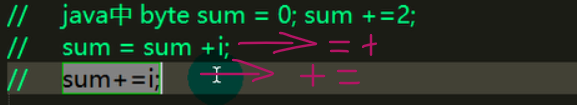 // java中 byte sum = 0; sum +=2;
// sum = sum +i; = +
// sum+=i; + =